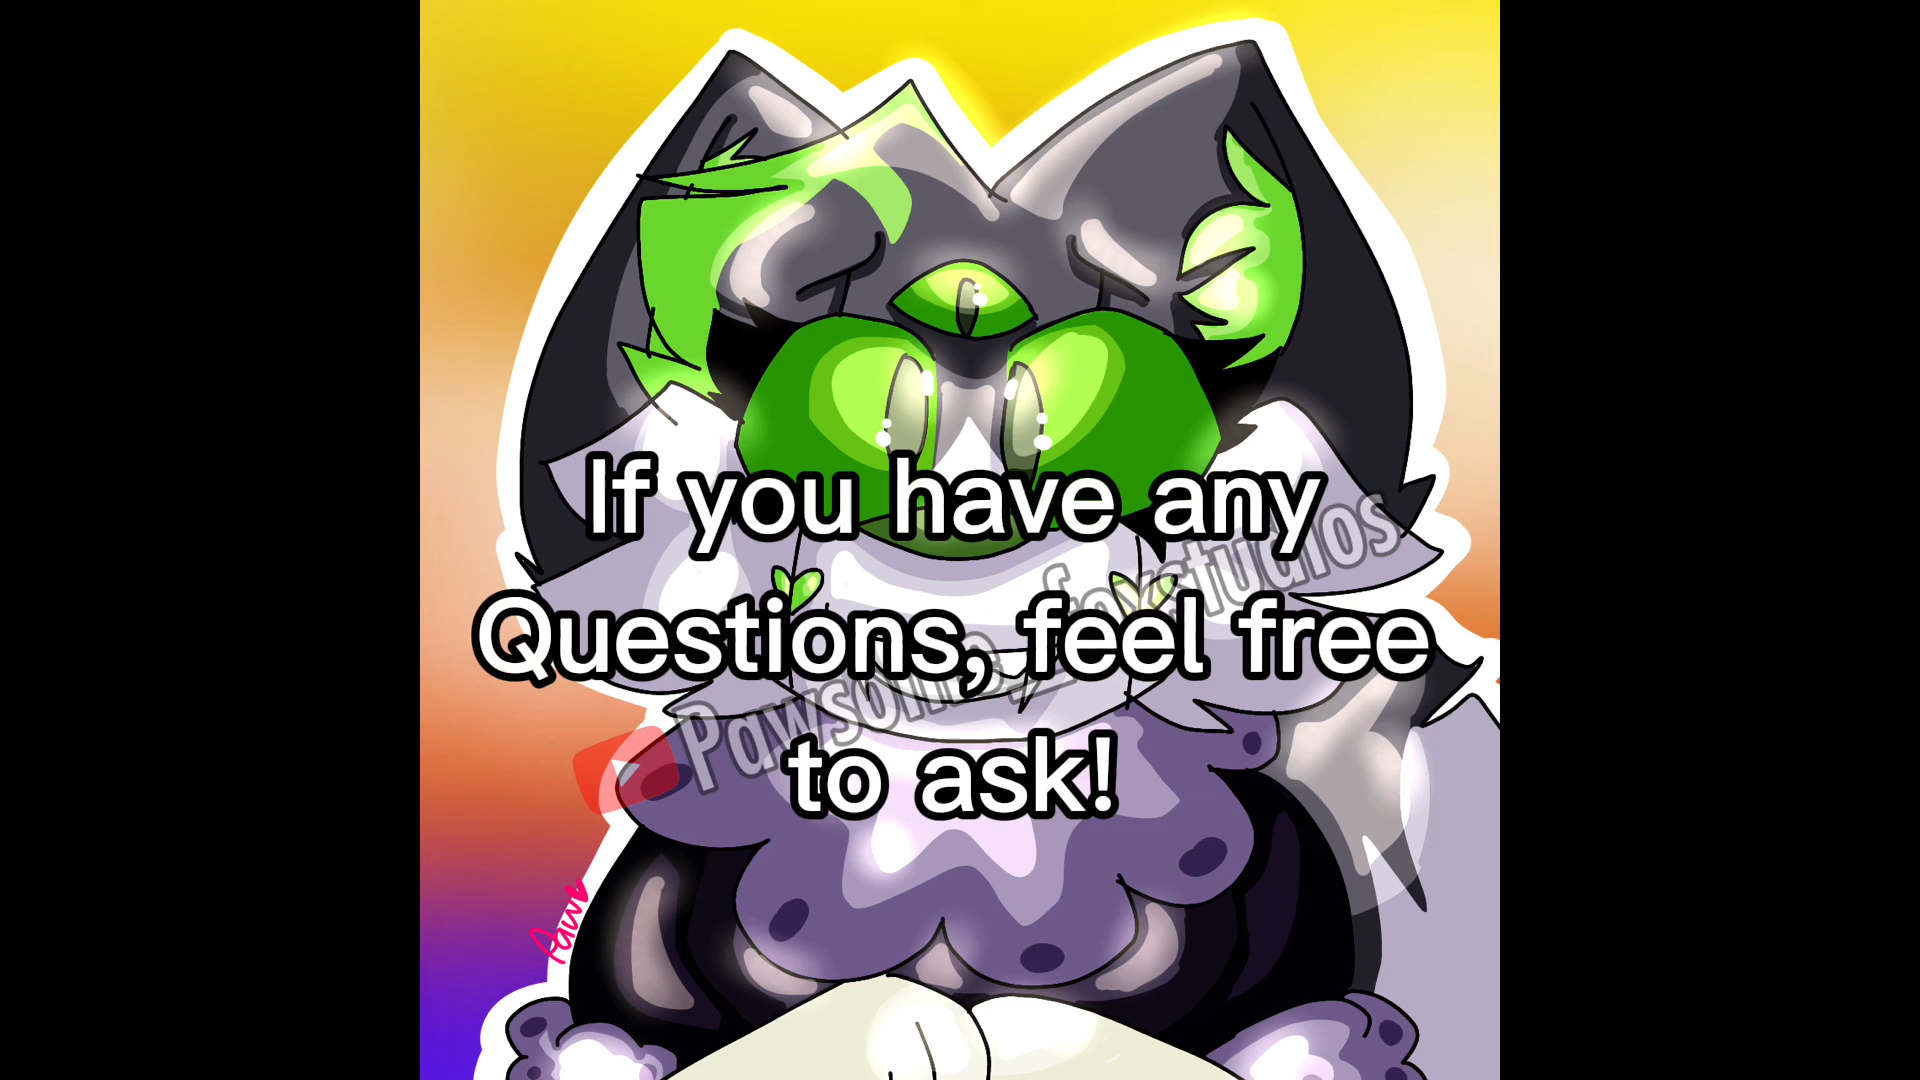 If you have any
Questions, feel free
to ask!
Pawsome_foxstudios
Paw